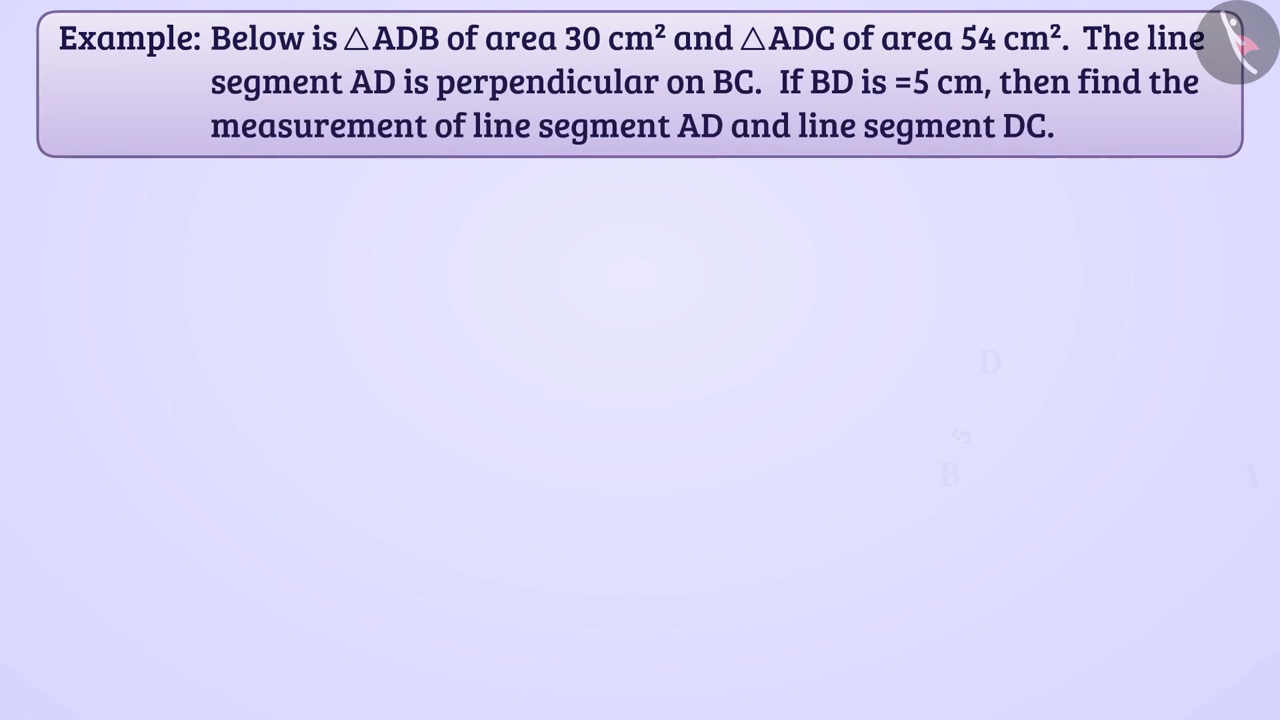 Example: Below is △ADB of area 30 cm² and △ADC of area 54 cm². The line
segment AD is perpendicular on BC. If BD is =5 cm, then find the
measurement of line segment AD and line segment DC.
D
5
B